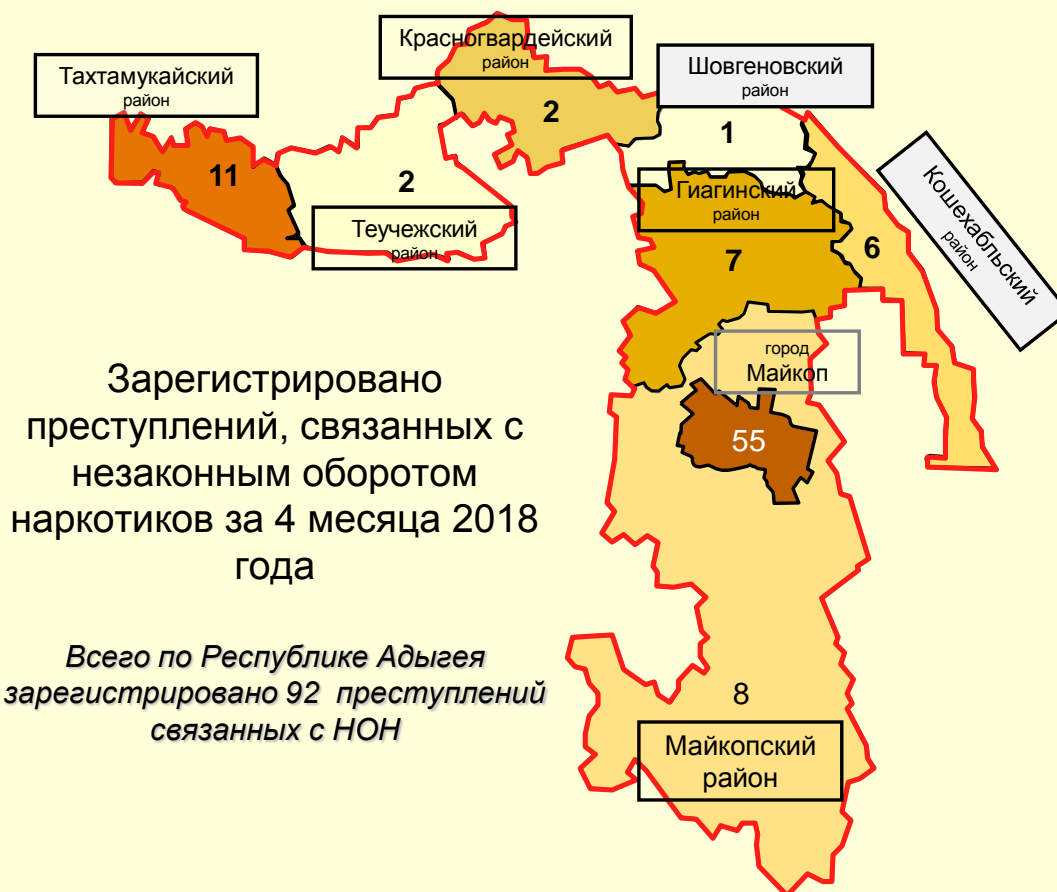 Красногвардейский
район
Тахтамукайский
район
Шовгеновский
район
2
1
11
2
Гиагинский
район
Кошехабльский
район
Теучежский
район
7
6
город
Майкоп
55
Зарегистрировано
преступлений, связанных с
незаконным оборотом
наркотиков за 4 месяца 2018
года
Всего по Республике Адыгея
зарегистрировано 92 преступлений
связанных с НОН
8
Майкопский
район